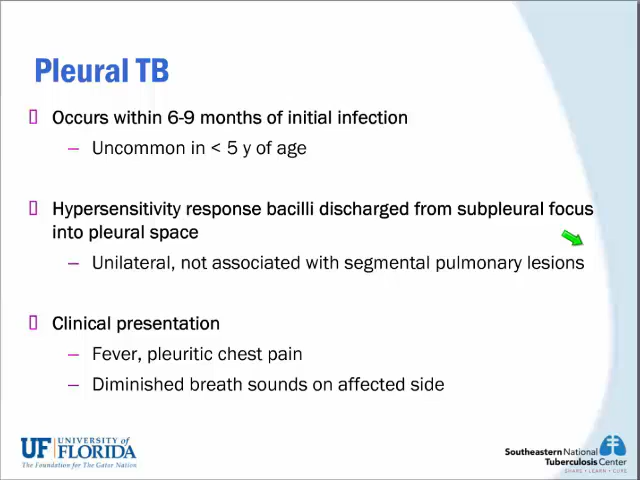 Pleural TB
Occurs within 6-9 months of initial infection
– Uncommon in < 5 y of age
Hypersensitivity response bacilli discharged from subpleural focus
into pleural space
– Unilateral, not associated with segmental pulmonary lesions
Clinical presentation
– Fever, pleuritic chest pain
– Diminished breath sounds on affected side
UF UNIVERSITY of
FLORIDA
The Foundation for The Gator Nation
Southeastern National
Tuberculosis Center
SHARE • LEARN • CURE